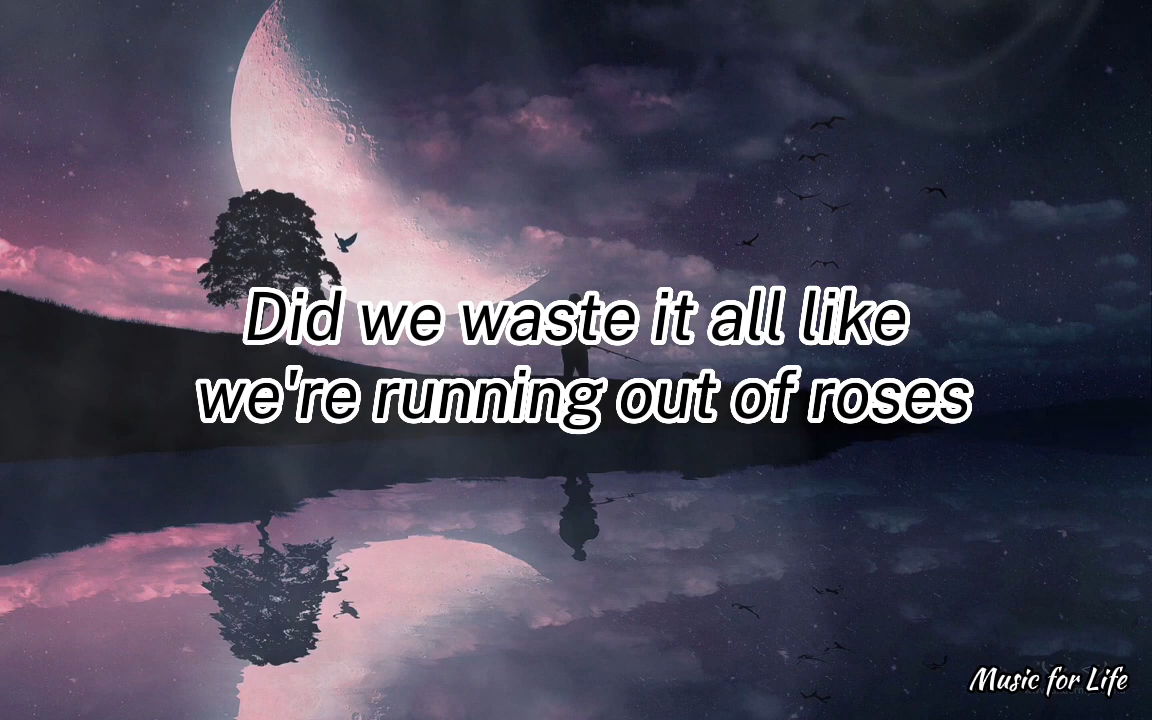 Did we waste it all like
we're running out of roses
Music for Life